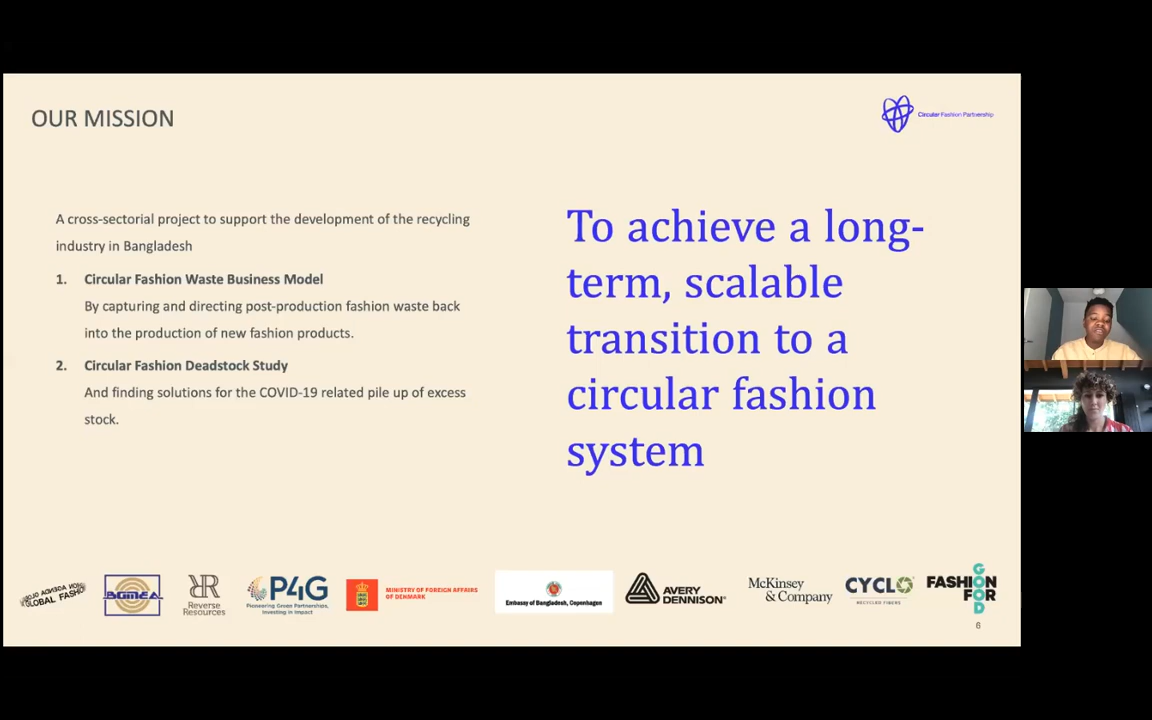 OUR MISSION
Circular Fashion Partnership
A cross-sectorial project to support the development of the recycling
industry in Bangladesh
1. Circular Fashion Waste Business Model
By capturing and directing post-production fashion waste back
into the production of new fashion products.
2. Circular Fashion Deadstock Study
And finding solutions for the COVID-19 related pile up of excess
stock.
To achieve a long-
term, scalable
transition to a
circular fashion
system
GLOBAL FASHION AGENDA
BGMEA
RR
Reverse
Resources
P4G
Pioneering Green Partnerships,
Investing in Impact
MINISTRY OF FOREIGN AFFAIRS
OF DENMARK
Embassy of Bangladesh, Copenhagen
AVERY
DENNISON
McKinsey
& Company
CYCLO
RECYCLED FIBERS
FASHION
FOR
GOOD
6